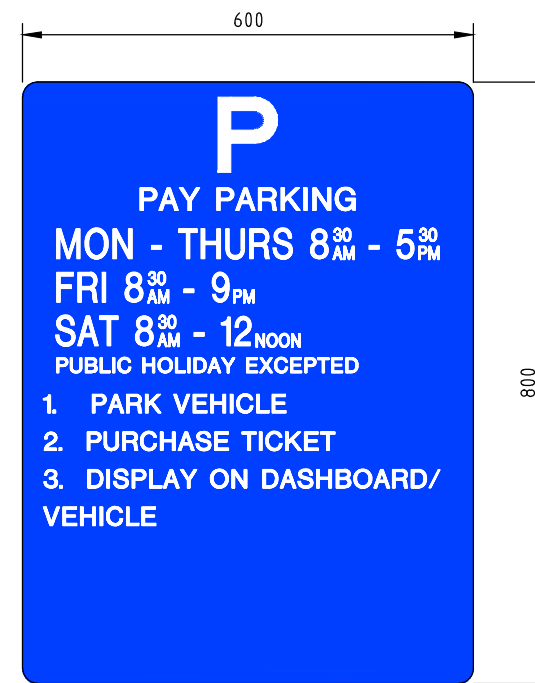 600
P
PAY PARKING
MON - THURS 8 30 AM - 5 30 PM
FRI 8 30 AM - 9 PM
SAT 8 30 AM - 12 NOON
PUBLIC HOLIDAY EXCEPTED
1. PARK VEHICLE
2. PURCHASE TICKET
3. DISPLAY ON DASHBOARD/
VEHICLE
800